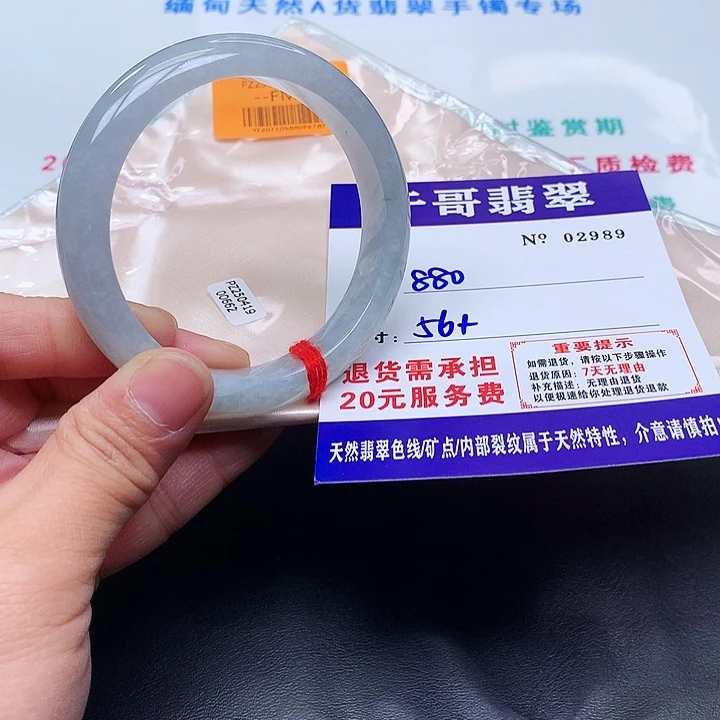 缅甸天然A货翡翠手镯专场
鉴赏期
质检费
哥翡翠
Nº 02989
880
寸: 56+
PZ250419
00662
退货需承担
20元服务费
重要提示
如需退货, 请按以下步骤操作
退货原因: 7天无理由
补充描述: 无理由退货
以便极速给你处理退货退款
天然翡翠色线/矿点/内部裂纹属于天然特性, 介意请慎拍